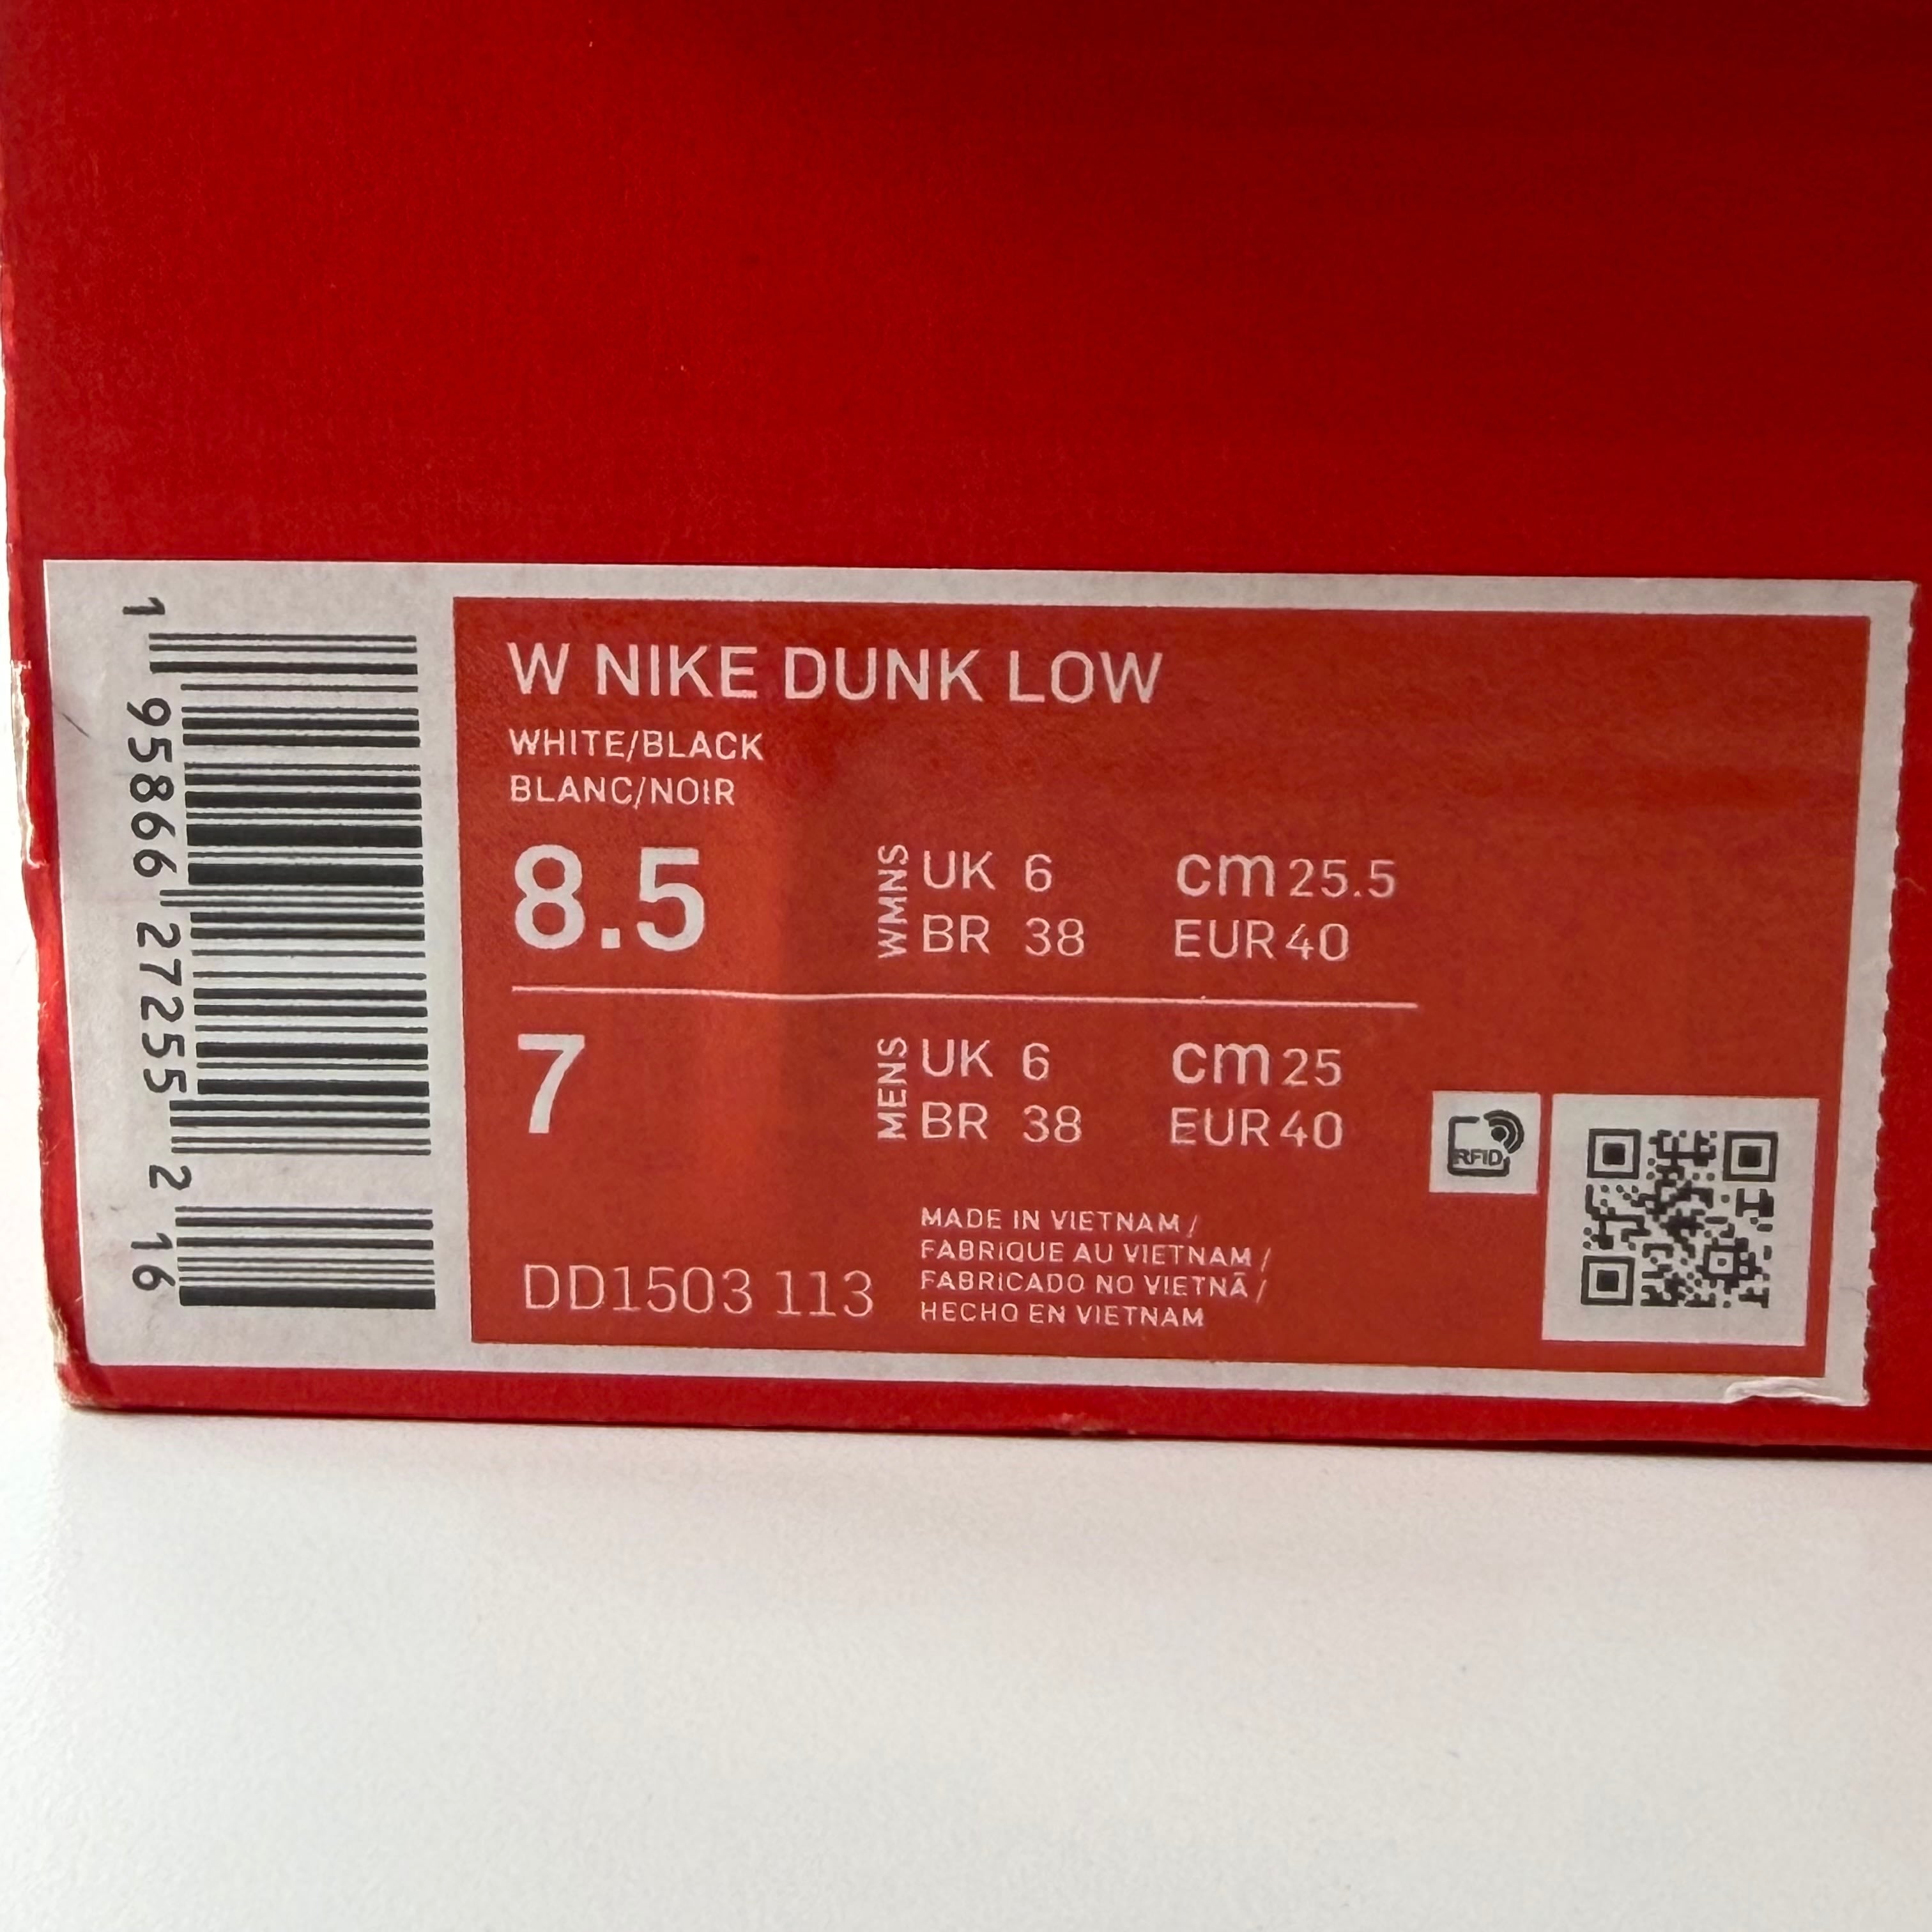 1 95866 27255 2 16
W NIKE DUNK LOW
WHITE/BLACK
BLANC/NOIR
8.5 WMNS UK 6 cm 25.5
BR 38 EUR 40
7 MENS UK 6 cm 25
BR 38 EUR 40
RFID
DD1503 113
MADE IN VIETNAM /
FABRIQUE AU VIETNAM /
FABRICADO NO VIETNÃ /
HECHO EN VIETNAM